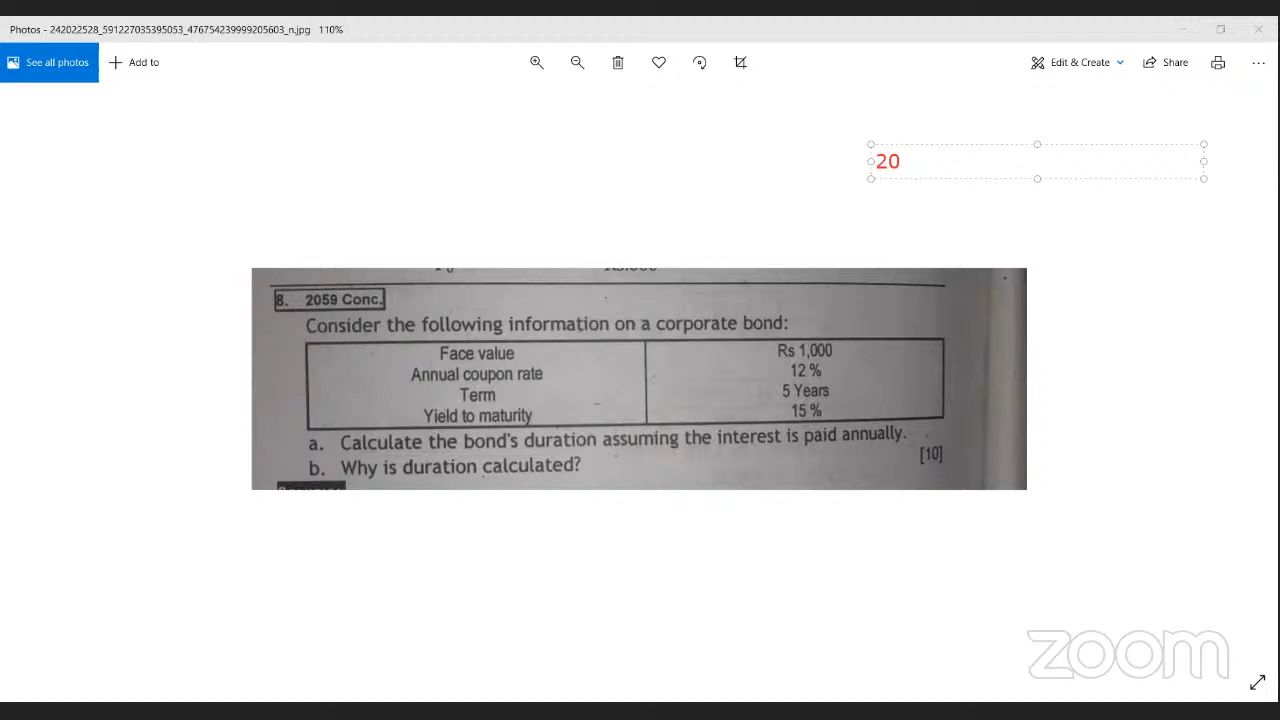 Photos - 242022528_591227035395053_476754239999205603_n.jpg 110%
See all photos
Add to
Edit & Create
Share
20
8. 2059 Conc.
Consider the following information on a corporate bond:
Face value Rs 1,000
Annual coupon rate 12 %
Term 5 Years
Yield to maturity 15 %
a. Calculate the bond's duration assuming the interest is paid annually.
b. Why is duration calculated? [10]
zoom